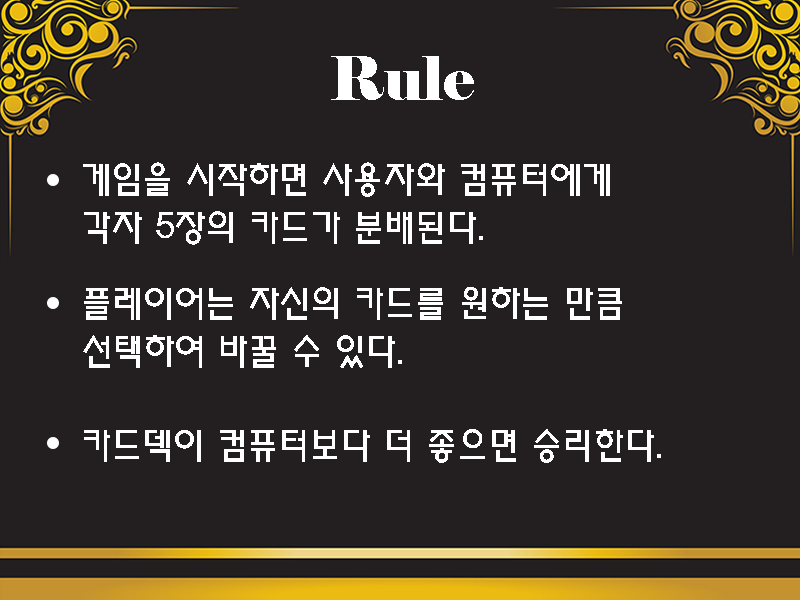 Rule
• 게임을 시작하면 사용자와 컴퓨터에게
각자 5장의 카드가 분배된다.
• 플레이어는 자신의 카드를 원하는 만큼
선택하여 바꿀 수 있다.
• 카드덱이 컴퓨터보다 더 좋으면 승리한다.